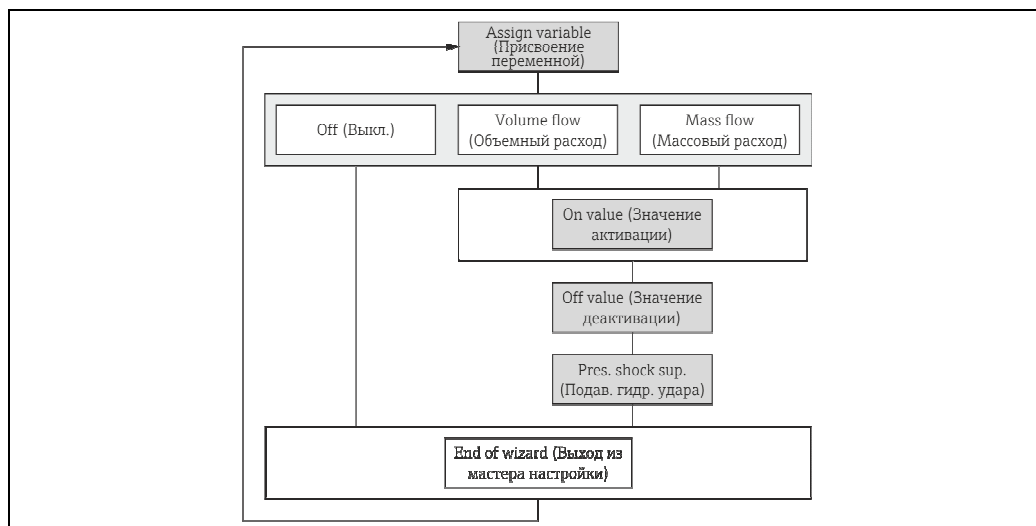 Assign variable
(Присвоение
переменной)
Off (Выкл.)
Volume flow
(Объемный расход)
Mass flow
(Массовый расход)
On value (Значение
активации)
Off value (Значение
деактивации)
Pres. shock sup.
(Подав. гидр. удара)
End of wizard (Выход из
мастера настройки)